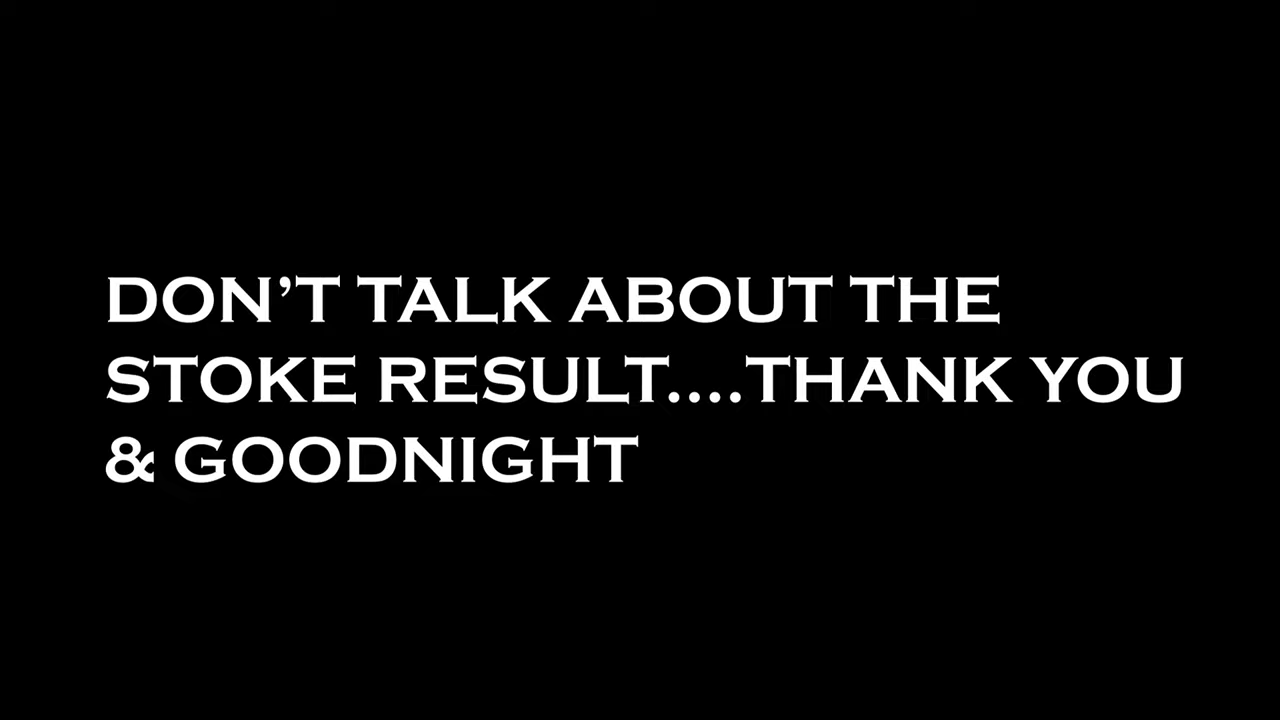 DON’T TALK ABOUT THE
STOKE RESULT....THANK YOU
& GOODNIGHT